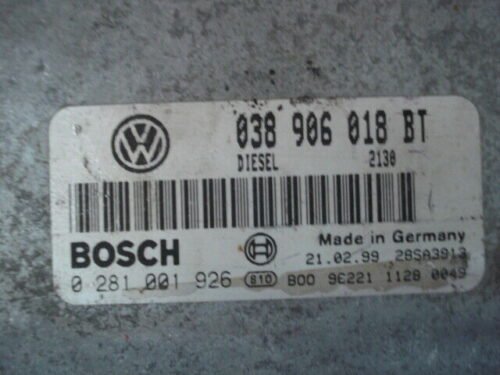 038 906 018 BT
DIESEL 2130
BOSCH
Made in Germany
21.02.99 28SA3913
0 281 001 926 B10 B00 9E221 1128 0049